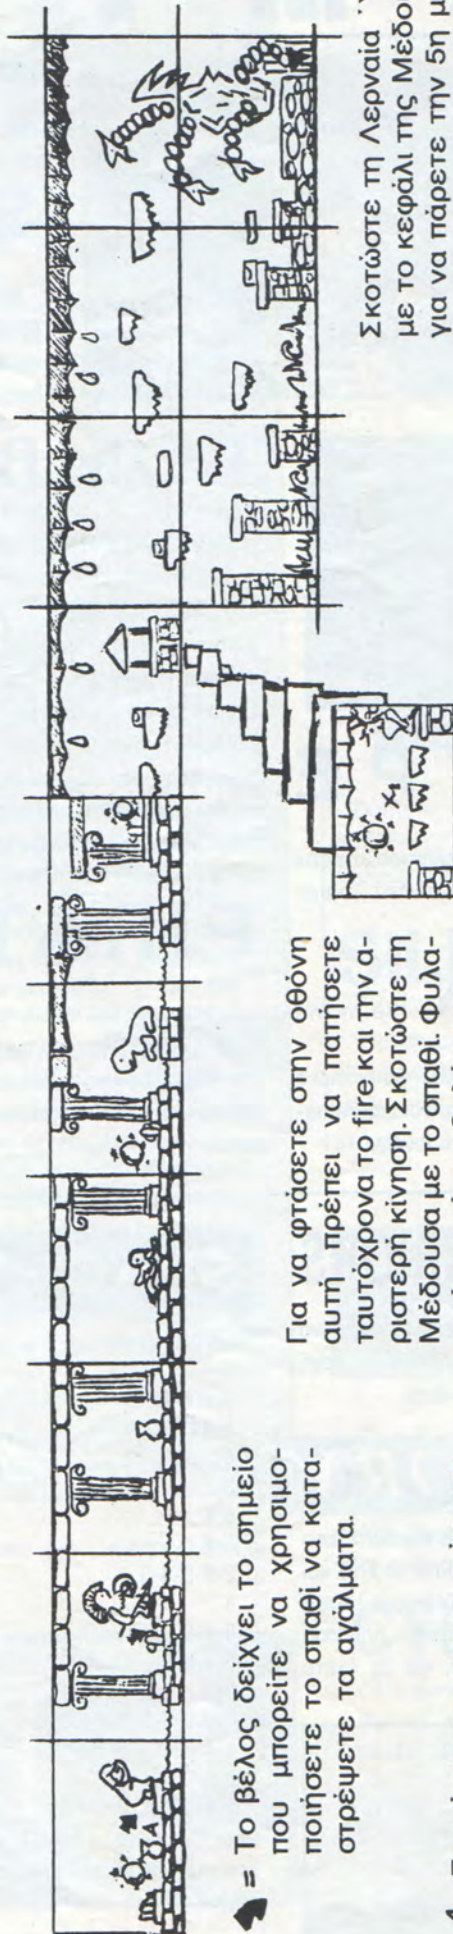 = Το βέλος δείχνει το σημείο
που μπορείτε να χρησιμο-
ποιήσετε το σπαθί να κατα-
στρέψετε τα αγάλματα.
Για να φτάσετε στην οθόνη
αυτή πρέπει να πατήσετε
ταυτόχρονα το fire και την α-
ριστερή κίνηση. Σκοτώστε τη
Μέδουσα με το σπαθί. Φυλα-
x1
Σκοτώστε τη Λερναία
με το κεφάλι της Μέδου
για να πάρετε την 5η μ